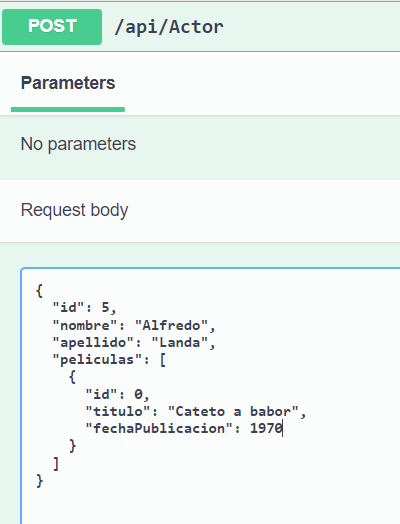 POST /api/Actor
Parameters
No parameters
Request body
{
"id": 5,
"nombre": "Alfredo",
"apellido": "Landa",
"peliculas": [
{
"id": 0,
"titulo": "Cateto a babor",
"fechaPublicacion": 1970
}
]
}